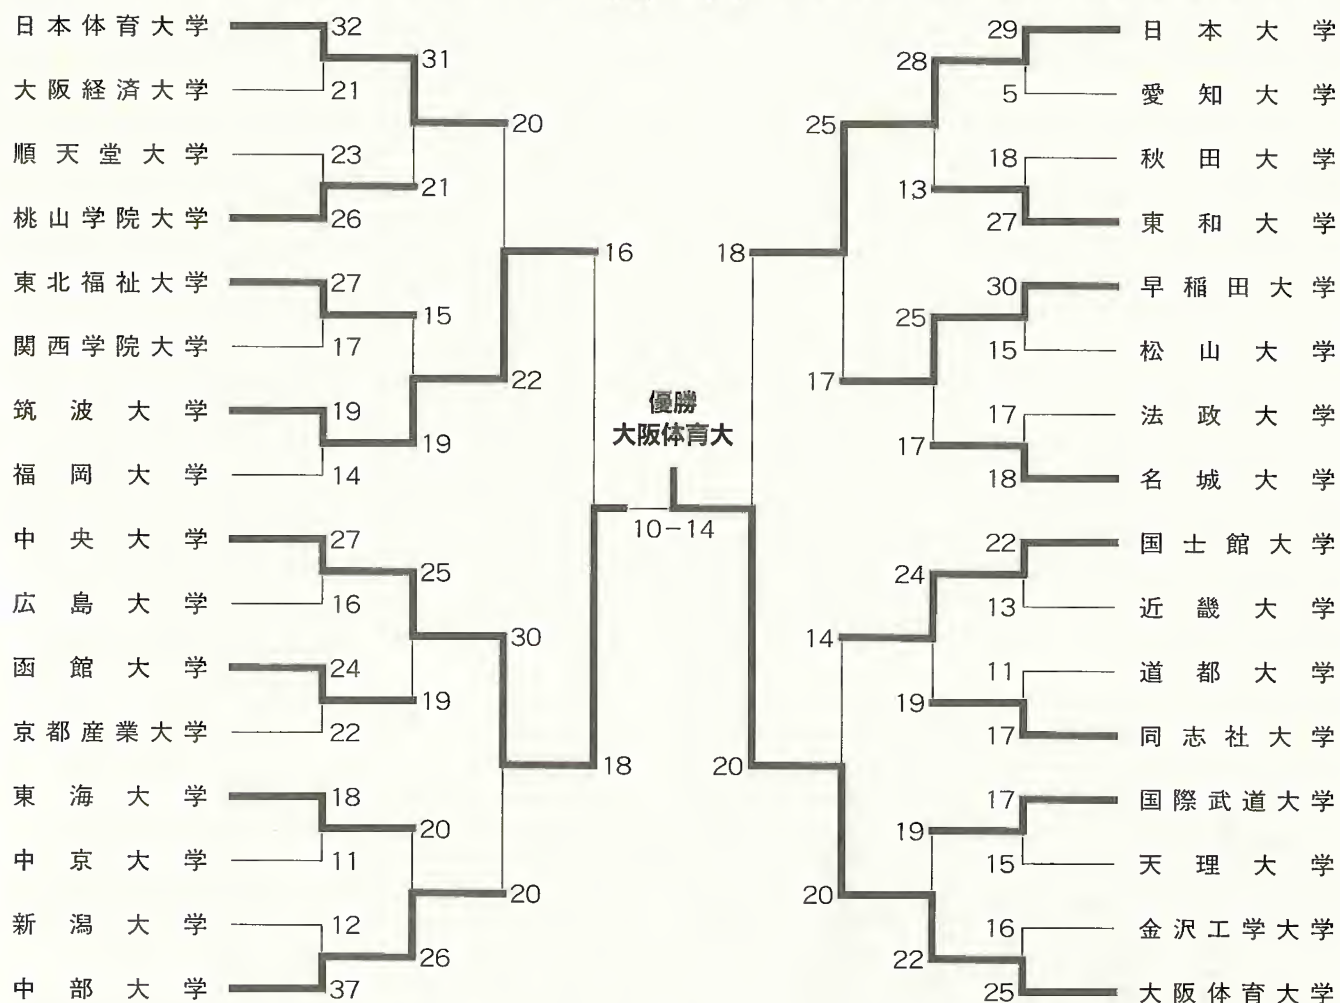 日本体育大学 32
31
大阪経済大学 21
20
順天堂大学 23
21
桃山学院大学 26
16
東北福祉大学 27
15
関西学院大学 17
22
筑波大学 19
19
福岡大学 14
中央大学 27
25
広島大学 16
30
函館大学 24
19
京都産業大学 22
18
東海大学 18
20
中京大学 11
20
新潟大学 12
26
中部大学 37
優勝
大阪体育大
10-14
29 日本大学
28
5 愛知大学
25
18 秋田大学
13
27 東和大学
18
30 早稲田大学
25
15 松山大学
17
17 法政大学
17
18 名城大学
22 国士館大学
24
13 近畿大学
14
11 道都大学
19
17 同志社大学
20
17 国際武道大学
19
15 天理大学
20
16 金沢工学大学
22
25 大阪体育大学